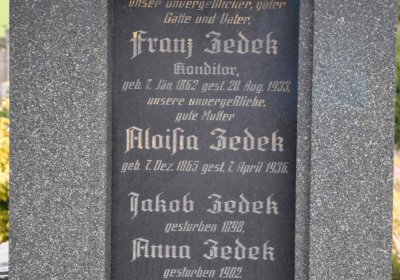 unser unvergeßlicher, guter
Gatte und Vater,
Franz Zedek
Konditor,
geb. 7. Jän. 1862 gest. 20. Aug. 1933,
unsere unvergeßliche,
gute Mutter
Aloisia Zedek
geb. 7. Dez. 1865 gest. 7. April 1936.
Jakob Zedek
gestorben 1898,
Anna Zedek
gestorben 1902.